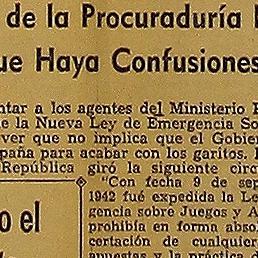 de la Procuraduría
ue Haya Confusiones
ntar a los agentes del Ministerio P
e la Nueva Ley de Emergencia So
ver que no implica que el Gobier
paña para acabar con los garitos.
República giró la siguiente circ
"Con fecha 9 de sep
1942 fué expedida la Le
gencia sobre Juegos y A
prohibía en forma absol
certación de cualquier
apuestas y la práctica d
o el